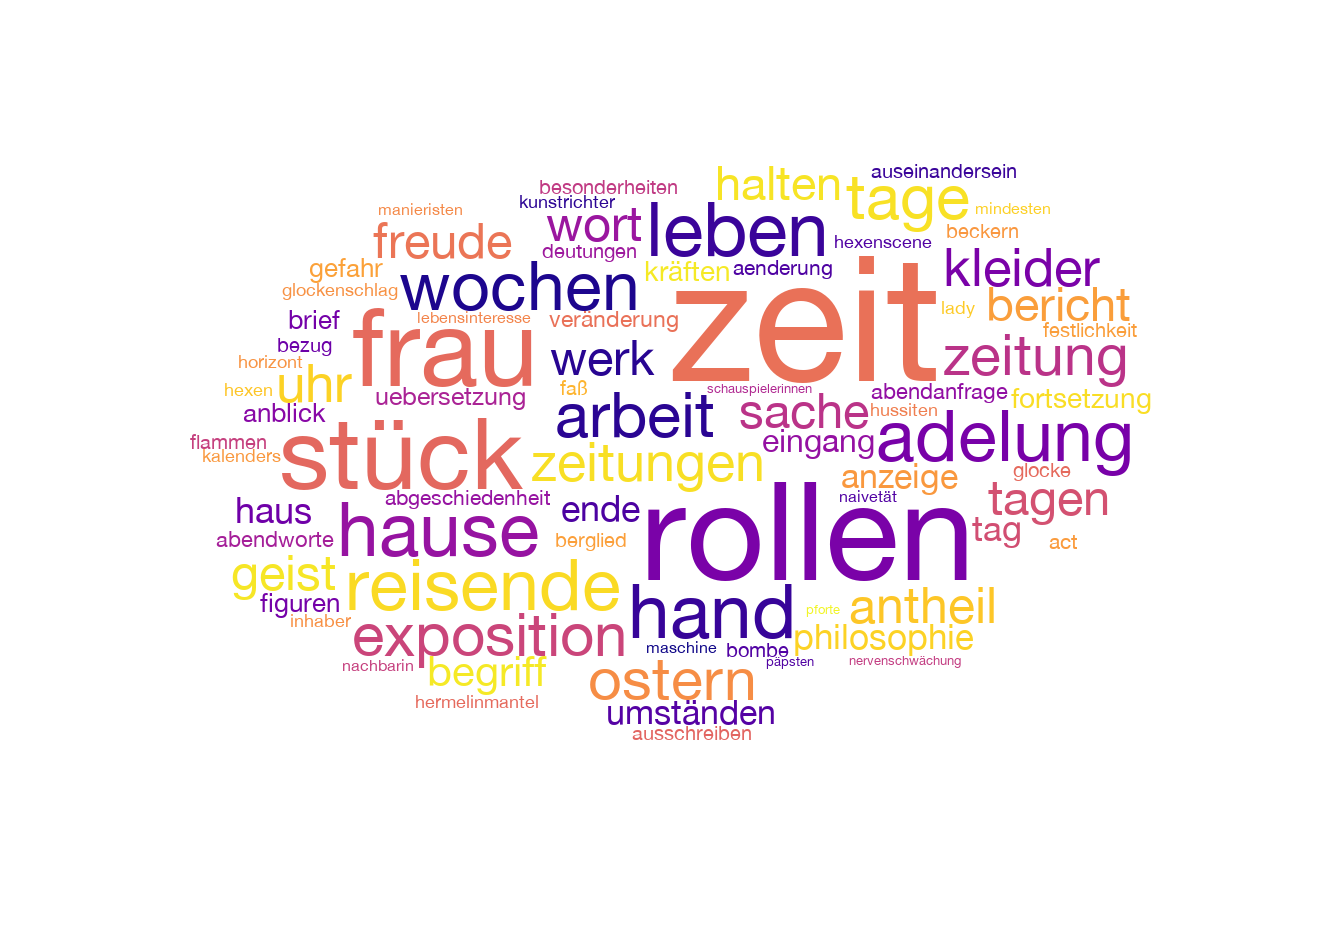 auseinandersein
besonderheiten
halten
tage
kunstrichter
manieristen
mindesten
wort
leben
freude
beckern
hexenscene
deutungen
gefahr
kräften
aenderung
kleider
glockenschlag
wochen
zeit
lady
bericht
brief
lebensinteresse
veränderung
festlichkeit
bezug
frau
werk
zeitung
horizont
hexen
uhr
uebersetzung
faß
schauspielerinnen
abendanfrage
fortsetzung
anblick
arbeit
sache
hussiten
flammen
kalenders
stück
zeitungen
eingang
adelung
anzeige
glocke
abgeschiedenheit
naivetät
tagen
haus
ende
hause
rollen
tag
abendworte
berglied
act
geist
reisende
figuren
inhaber
hand
pforte
antheil
exposition
philosophie
maschine
bombe
nachbarin
päpsten
nervenschwächung
begriff
ostern
hermelinmantel
umständen
ausschreiben